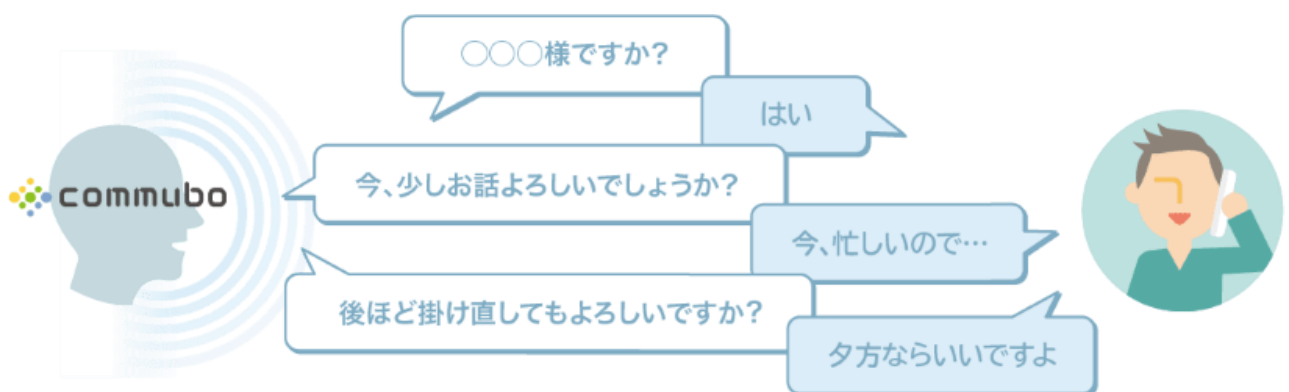 ○○○様ですか?
はい
commubo
今、少しお話よろしいでしょうか?
今、忙しいので…
後ほど掛け直してもよろしいですか?
夕方ならいいですよ